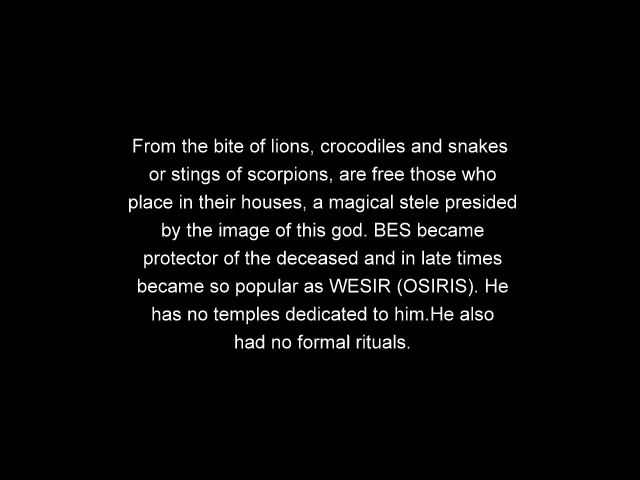 From the bite of lions, crocodiles and snakes
or stings of scorpions, are free those who
place in their houses, a magical stele presided
by the image of this god. BES became
protector of the deceased and in late times
became so popular as WESIR (OSIRIS). He
has no temples dedicated to him.He also
had no formal rituals.